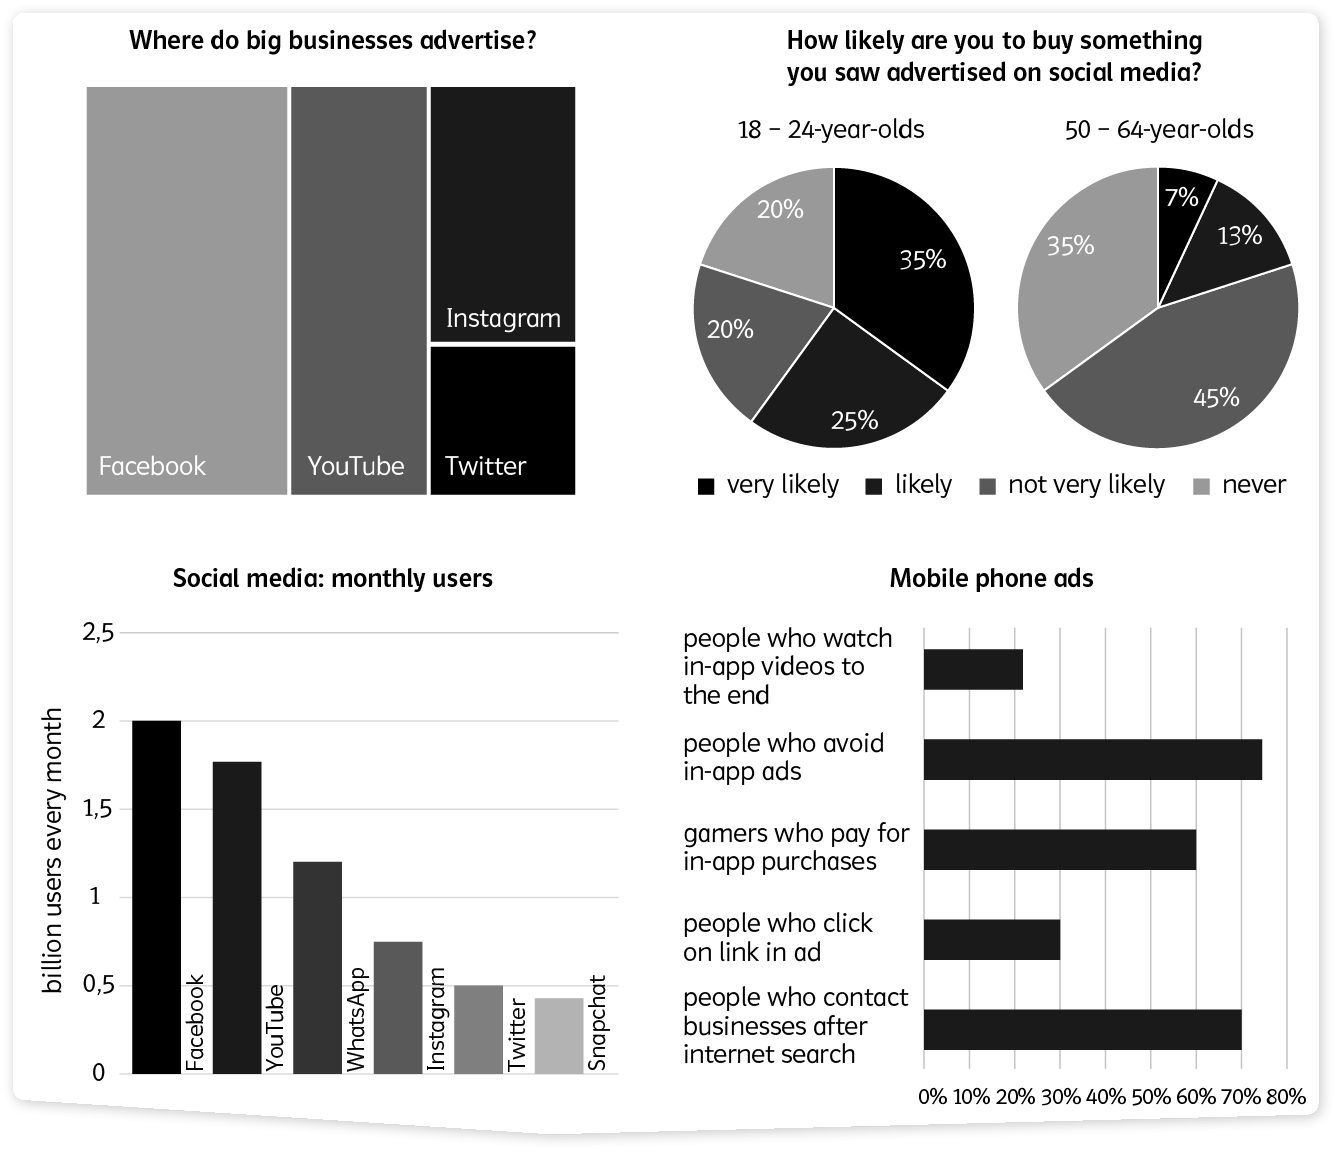 Where do big businesses advertise?
Facebook
YouTube
Instagram
Twitter
How likely are you to buy something
you saw advertised on social media?
18 – 24-year-olds
20%
35%
20%
25%
50 – 64-year-olds
7%
13%
35%
45%
very likely
likely
not very likely
never
Social media: monthly users
billion users every month
2,5
2
1,5
1
0,5
0
Facebook
YouTube
WhatsApp
Instagram
Twitter
Snapchat
Mobile phone ads
people who watch
in-app videos to
the end
people who avoid
in-app ads
gamers who pay for
in-app purchases
people who click
on link in ad
people who contact
businesses after
internet search
0% 10% 20% 30% 40% 50% 60% 70% 80%